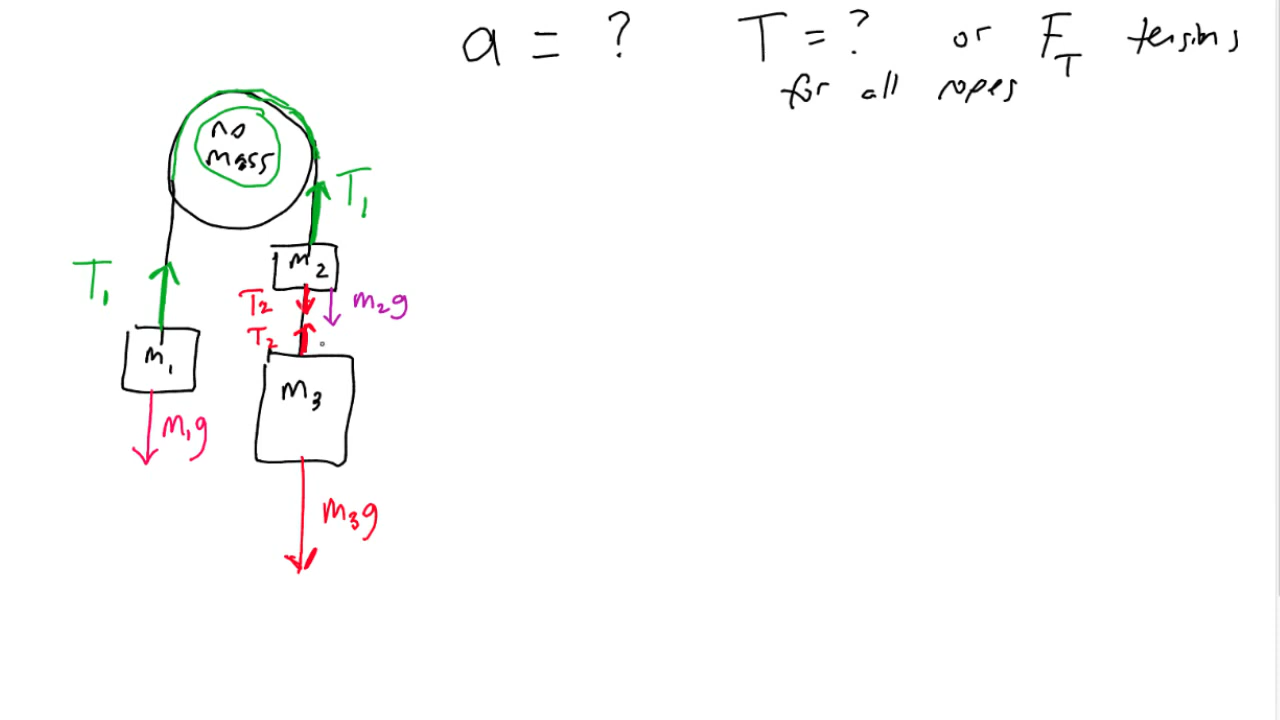 a = ? T = ? or F_T tensions
for all ropes
no
mass
T₁
T₁
m₂
T₂ m₂g
T₂
m₁
m₃
m₁g
m₃g